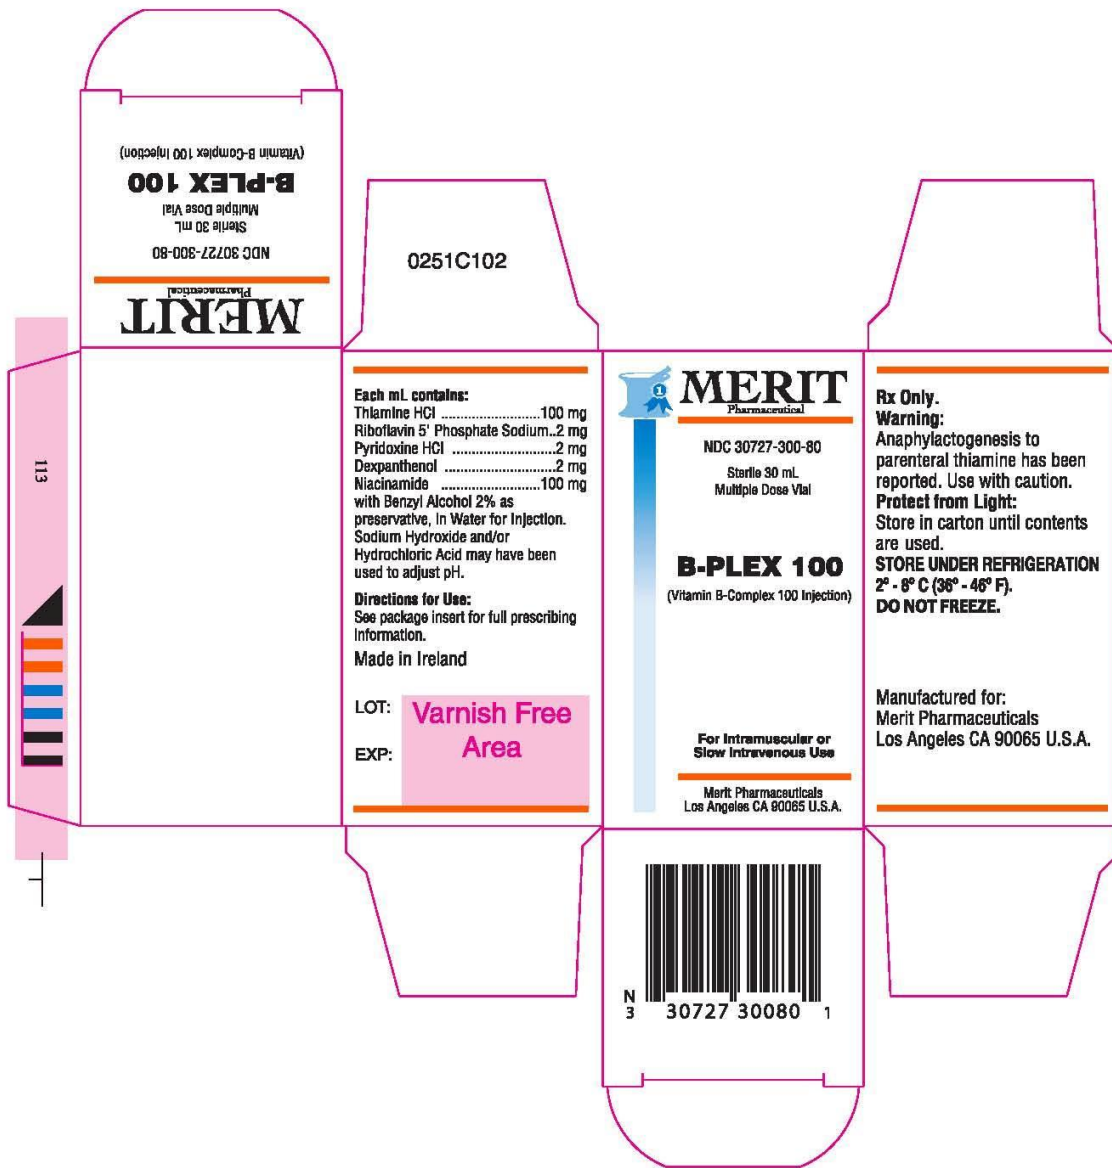 (Vitamin B-Complex 100 Injection)
B-PLEX 100
Multiple Dose Vial
Sterile 30 mL
NDC 30727-300-80
Pharmaceutical
MERIT
0251C102
113
Each mL contains:
Thiamine HCl ..........................100 mg
Riboflavin 5' Phosphate Sodium..2 mg
Pyridoxine HCl ...........................2 mg
Dexpanthenol .............................2 mg
Niacinamide ..........................100 mg
with Benzyl Alcohol 2% as
preservative, in Water for Injection.
Sodium Hydroxide and/or
Hydrochloric Acid may have been
used to adjust pH.
Directions for Use:
See package insert for full prescribing
information.
Made in Ireland
LOT:
EXP:
Varnish Free
Area
1
MERIT
Pharmaceutical
NDC 30727-300-80
Sterile 30 mL
Multiple Dose Vial
B-PLEX 100
(Vitamin B-Complex 100 Injection)
For Intramuscular or
Slow Intravenous Use
Merit Pharmaceuticals
Los Angeles CA 90065 U.S.A.
Rx Only.
Warning:
Anaphylactogenesis to
parenteral thiamine has been
reported. Use with caution.
Protect from Light:
Store in carton until contents
are used.
STORE UNDER REFRIGERATION
2º - 8º C (36º - 46º F).
DO NOT FREEZE.
Manufactured for:
Merit Pharmaceuticals
Los Angeles CA 90065 U.S.A.
N
3 30727 30080 1